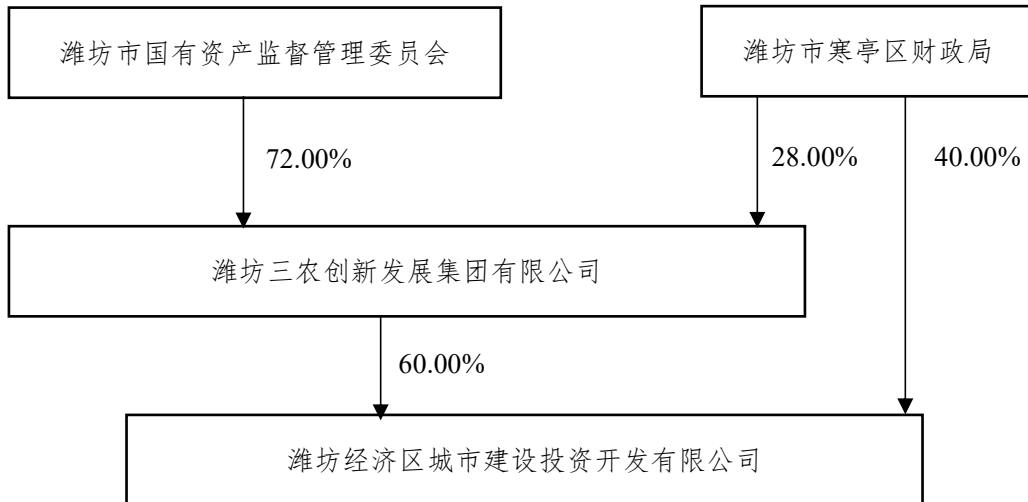 潍坊市国有资产监督管理委员会
潍坊市寒亭区财政局
72.00%
28.00%
40.00%
潍坊三农创新发展集团有限公司
60.00%
潍坊经济区城市建设投资开发有限公司